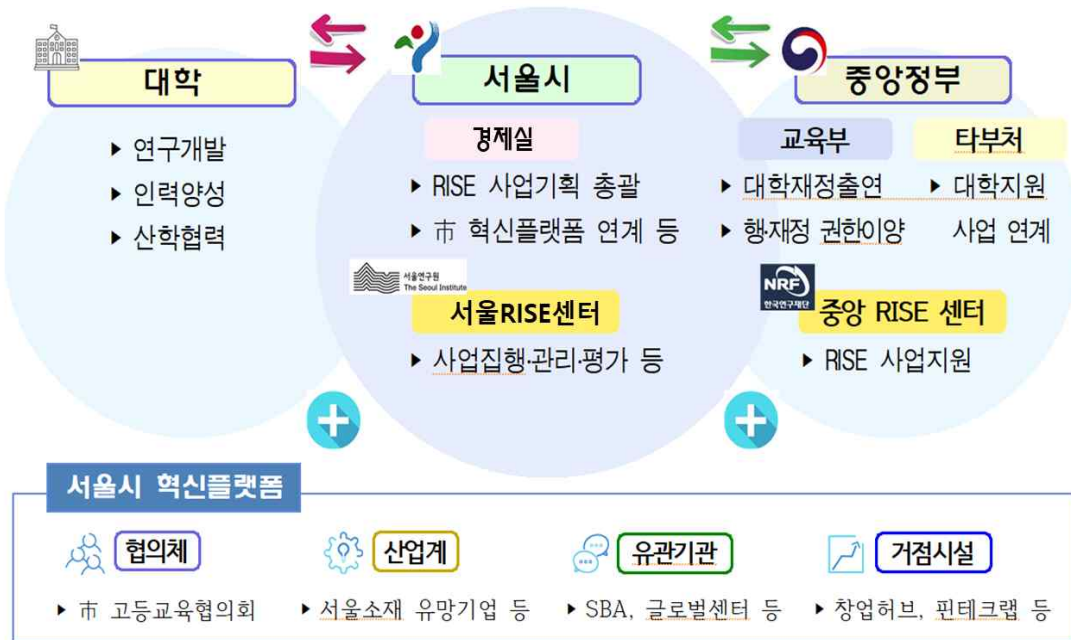 대학
▸ 연구개발
▸ 인력양성
▸ 산학협력
서울시
경제실
▸ RISE 사업기획 총괄
▸ 市 혁신플랫폼 연계 등
서울연구원
The Seoul Institute
서울RISE센터
▸ 사업집행·관리·평가 등
중앙정부
교육부
▸ 대학재정출연
▸ 행·재정 권한이양
타부처
▸ 대학지원
사업 연계
NRF
한국연구재단
중앙 RISE 센터
▸ RISE 사업지원
서울시 혁신플랫폼
협의체
▸ 市 고등교육협의회
산업계
▸ 서울소재 유망기업 등
유관기관
▸ SBA, 글로벌센터 등
거점시설
▸ 창업허브, 핀테크랩 등